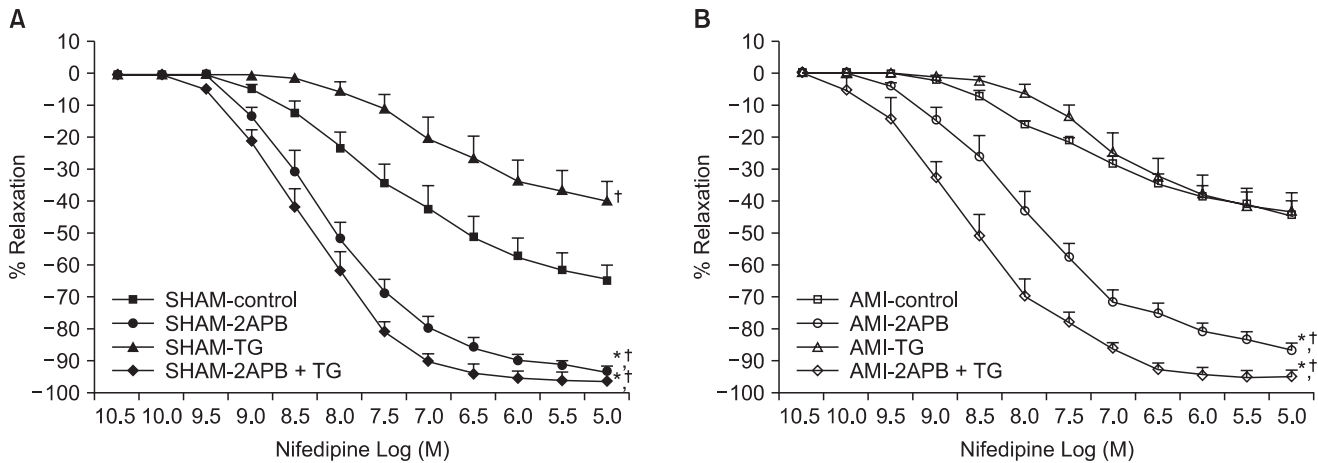 A
% Relaxation
10
0
−10
−20
−30
−40
−50
−60
−70
−80
−90
−100
†
*,†
*,†
SHAM-control
SHAM-2APB
SHAM-TG
SHAM-2APB + TG
10.5 10.0 9.5 9.0 8.5 8.0 7.5 7.0 6.5 6.0 5.5 5.0
Nifedipine Log (M)
B
% Relaxation
10
0
−10
−20
−30
−40
−50
−60
−70
−80
−90
−100
*,†
*,†
AMI-control
AMI-2APB
AMI-TG
AMI-2APB + TG
10.5 10.0 9.5 9.0 8.5 8.0 7.5 7.0 6.5 6.0 5.5 5.0
Nifedipine Log (M)